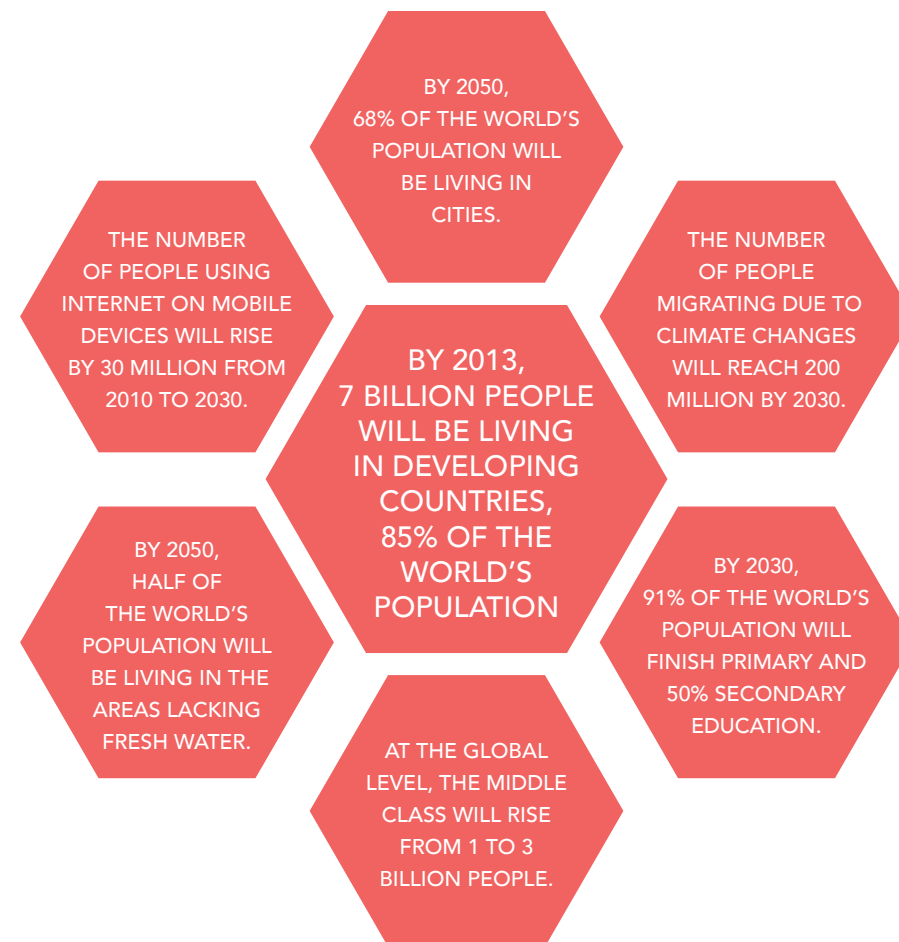 BY 2050,
68% OF THE WORLD'S
POPULATION WILL
BE LIVING IN
CITIES.
THE NUMBER
OF PEOPLE USING
INTERNET ON MOBILE
DEVICES WILL RISE
BY 30 MILLION FROM
2010 TO 2030.
THE NUMBER
OF PEOPLE
MIGRATING DUE TO
CLIMATE CHANGES
WILL REACH 200
MILLION BY 2030.
BY 2013,
7 BILLION PEOPLE
WILL BE LIVING
IN DEVELOPING
COUNTRIES,
85% OF THE
WORLD'S
POPULATION
BY 2050,
HALF OF
THE WORLD'S
POPULATION WILL
BE LIVING IN THE
AREAS LACKING
FRESH WATER.
BY 2030,
91% OF THE WORLD'S
POPULATION WILL
FINISH PRIMARY AND
50% SECONDARY
EDUCATION.
AT THE GLOBAL
LEVEL, THE MIDDLE
CLASS WILL RISE
FROM 1 TO 3
BILLION PEOPLE.